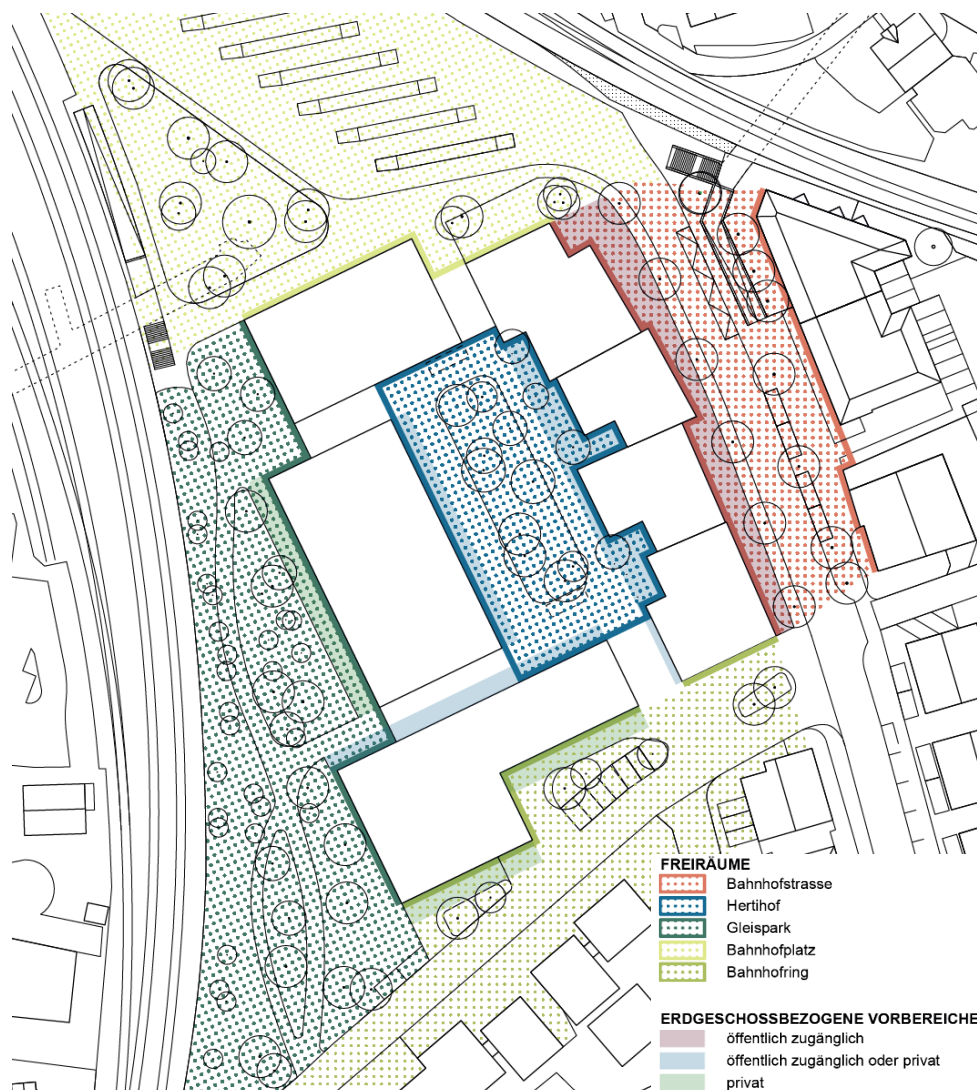 FREIRÄUME
Bahnhofstrasse
Hertihof
Gleispark
Bahnhofplatz
Bahnhofring
ERDGESCHOSSBEZOGENE VORBEREICHE
öffentlich zugänglich
öffentlich zugänglich oder privat
privat